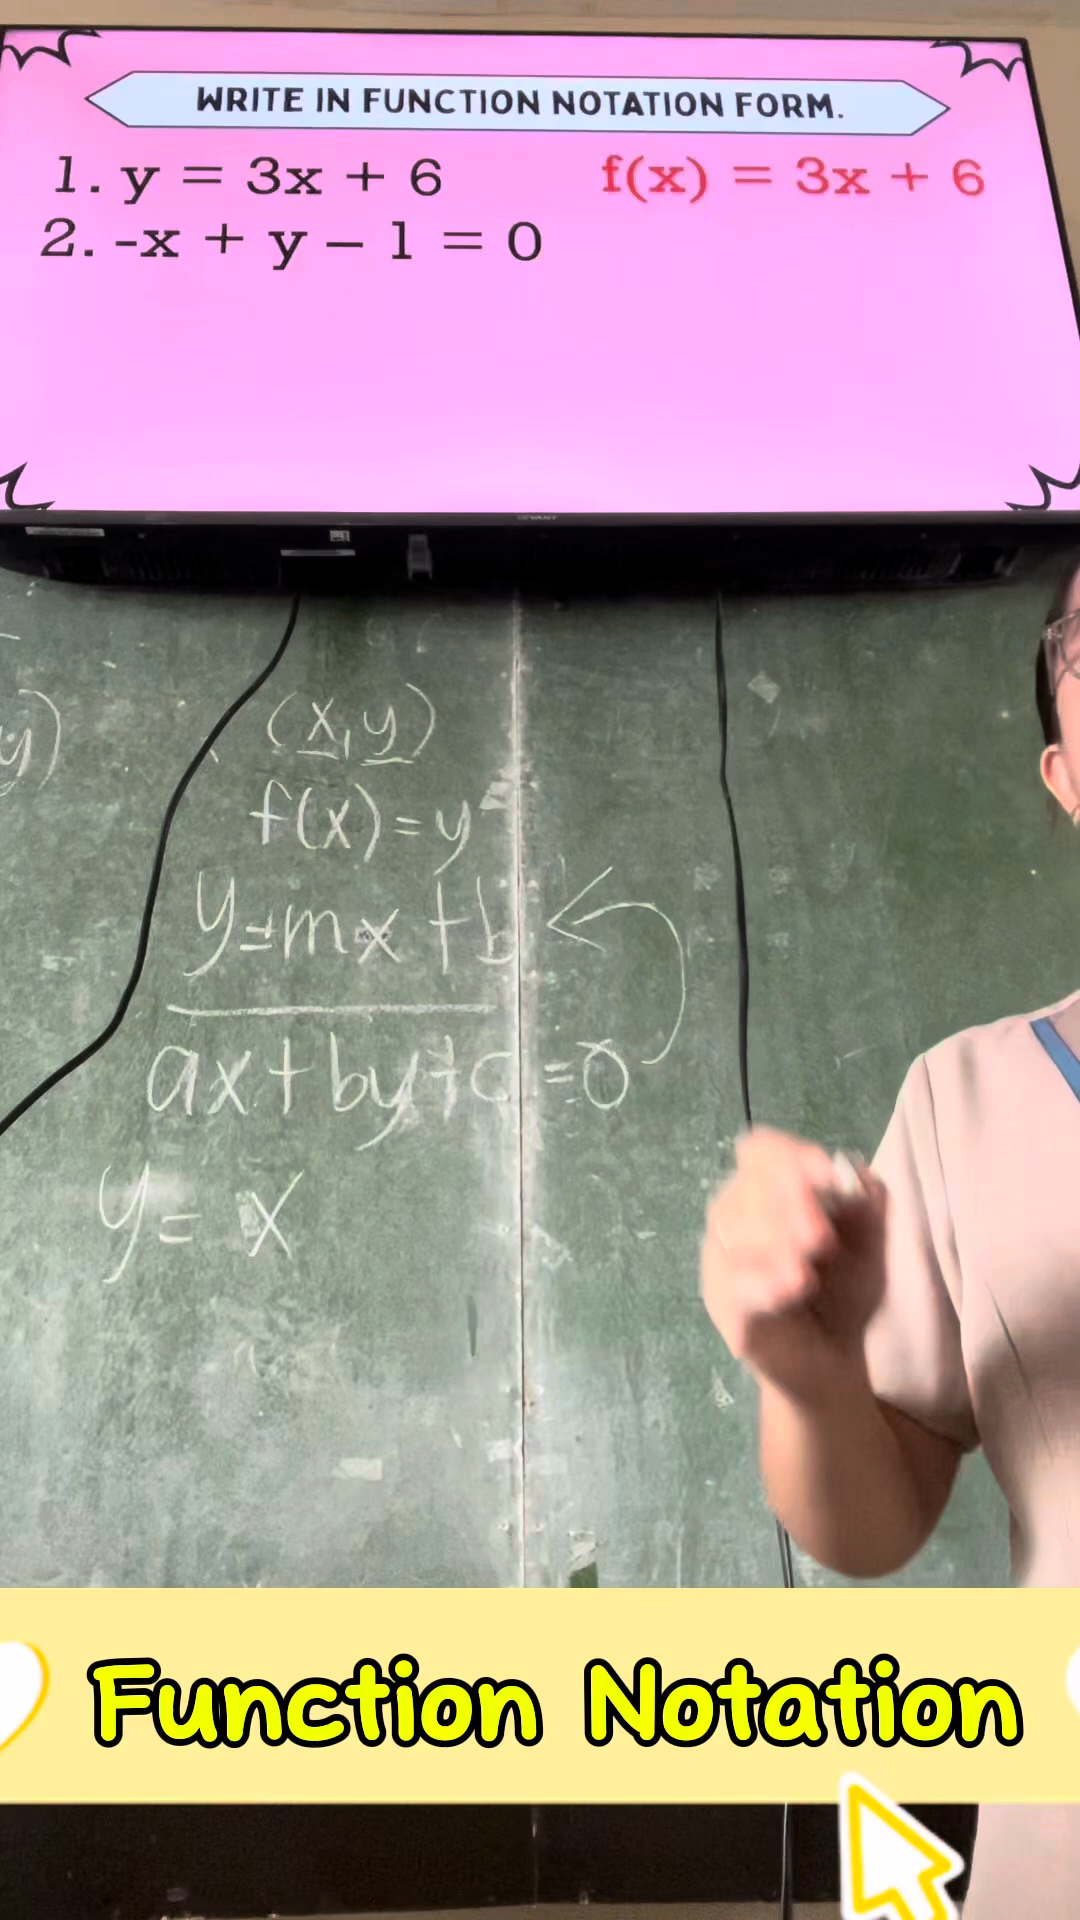 WRITE IN FUNCTION NOTATION FORM.
1. y = 3x + 6 f(x) = 3x + 6
2. -x + y – 1 = 0
y)
(x,y)
f(x)=y
y=mx+b
ax+by+c=0
y= x
Function Notation